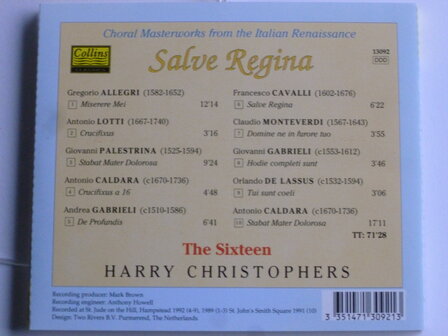 Choral Masterworks from the Italian Renaissance
Collins
13092
DDD
Salve Regina
Gregorio ALLEGRI (1582-1652)
1 Miserere Mei 12'14
Antonio LOTTI (1667-1740)
2 Crucifixus 3'16
Giovanni PALESTRINA (1525-1594)
3 Stabat Mater Dolorosa 9'24
Antonio CALDARA (c1670-1736)
4 Crucifixus a 16 4'48
Andrea GABRIELI (c1510-1586)
5 De Profundis 6'41
Francesco CAVALLI (1602-1676)
6 Salve Regina 6'22
Claudio MONTEVERDI (1567-1643)
7 Domine ne in furore tuo 3'55
Giovanni GABRIELI (c1553-1612)
8 Hodie completi sunt 3'46
Orlando DE LASSUS (c1532-1594)
9 Tui sunt coeli 3'06
Antonio CALDARA (c1670-1736)
10 Stabat Mater Dolorosa 17'11
TT: 71'28
The Sixteen
HARRY CHRISTOPHERS
Recording producer: Mark Brown
Recording engineer: Anthony Howell
Recorded at St. Jude on the Hill, Hampstead 1992 (4-9), 1989 (1-3) St. John's Smith Square 1991 (10)
Design: Two Rivers B.V. Purmerend, The Netherlands
3 351471 309213